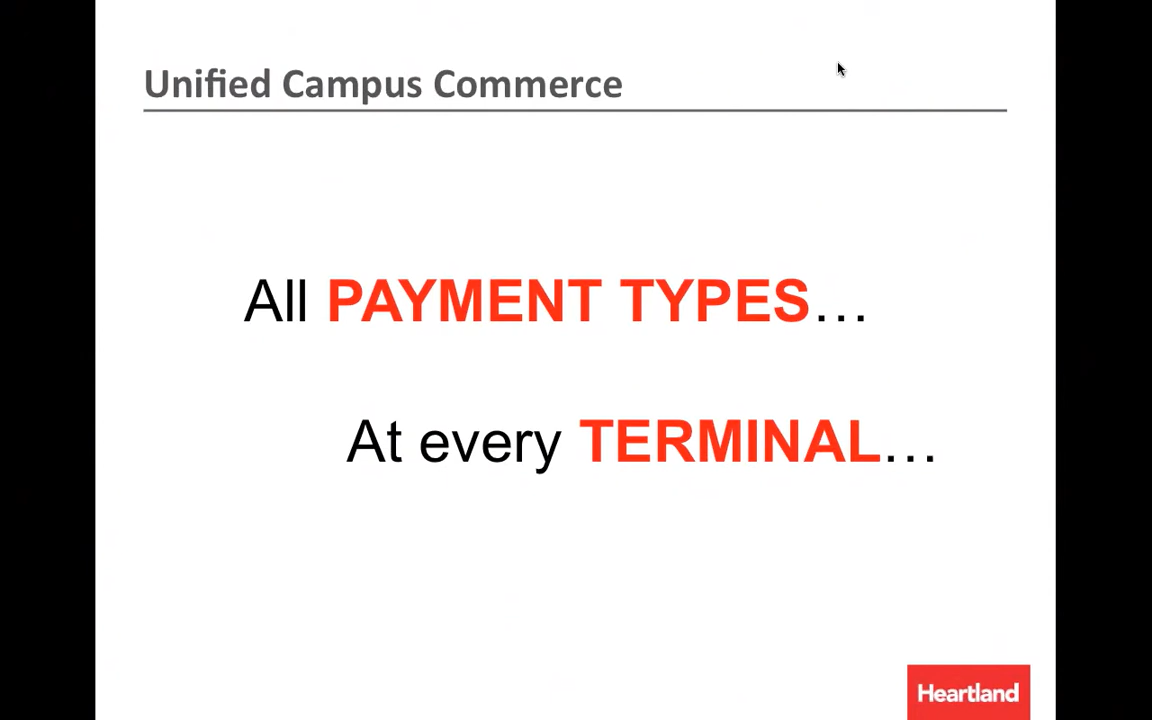 Unified Campus Commerce
All PAYMENT TYPES…
At every TERMINAL…
Heartland